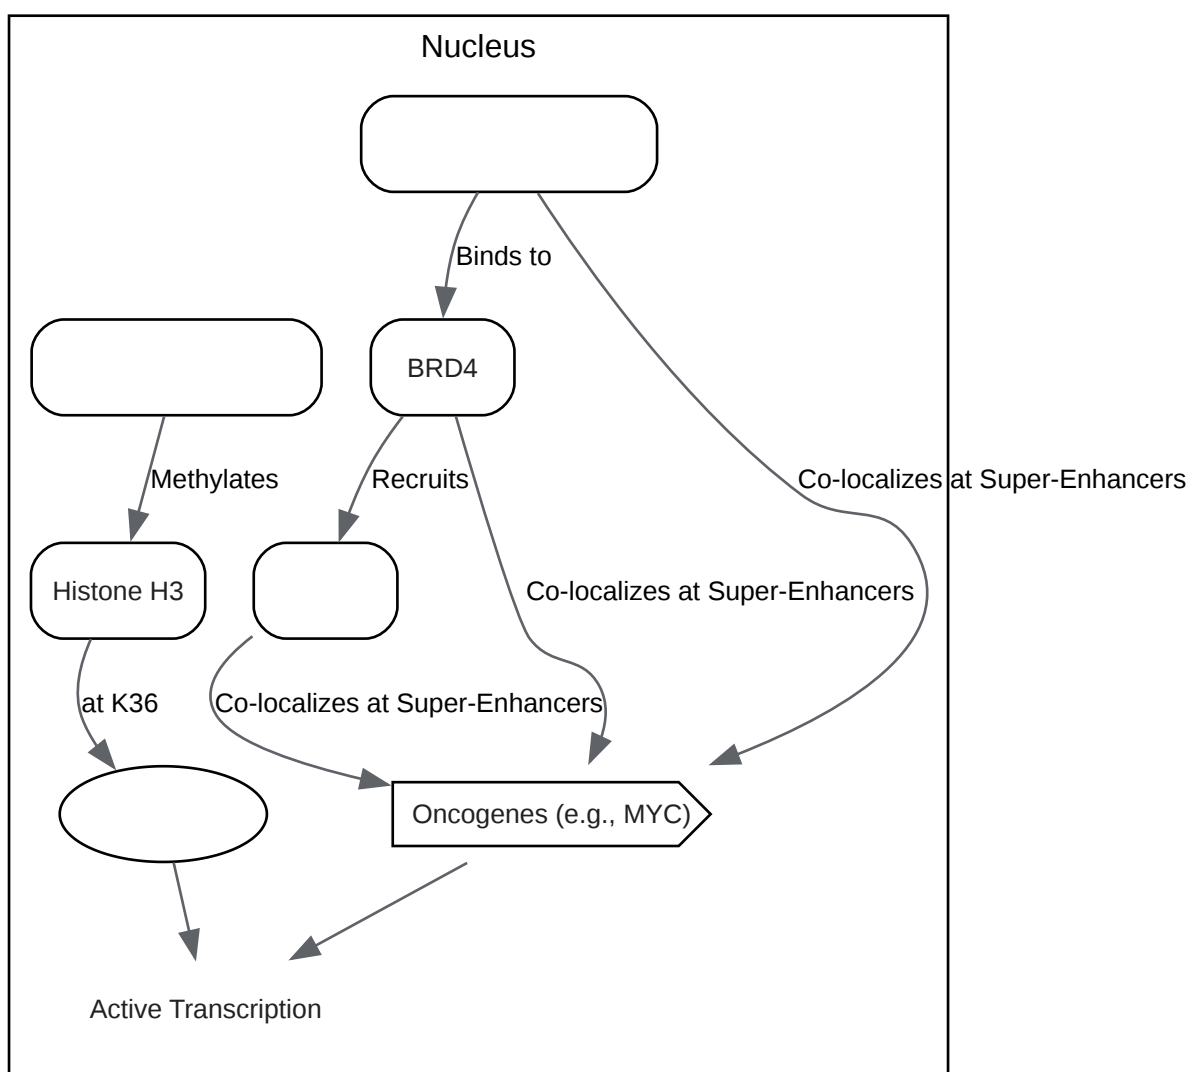 Nucleus
Binds to
BRD4
Methylates
Recruits
Co-localizes at Super-Enhancers
Histone H3
Co-localizes at Super-Enhancers
at K36
Co-localizes at Super-Enhancers
Oncogenes (e.g., MYC)
Active Transcription